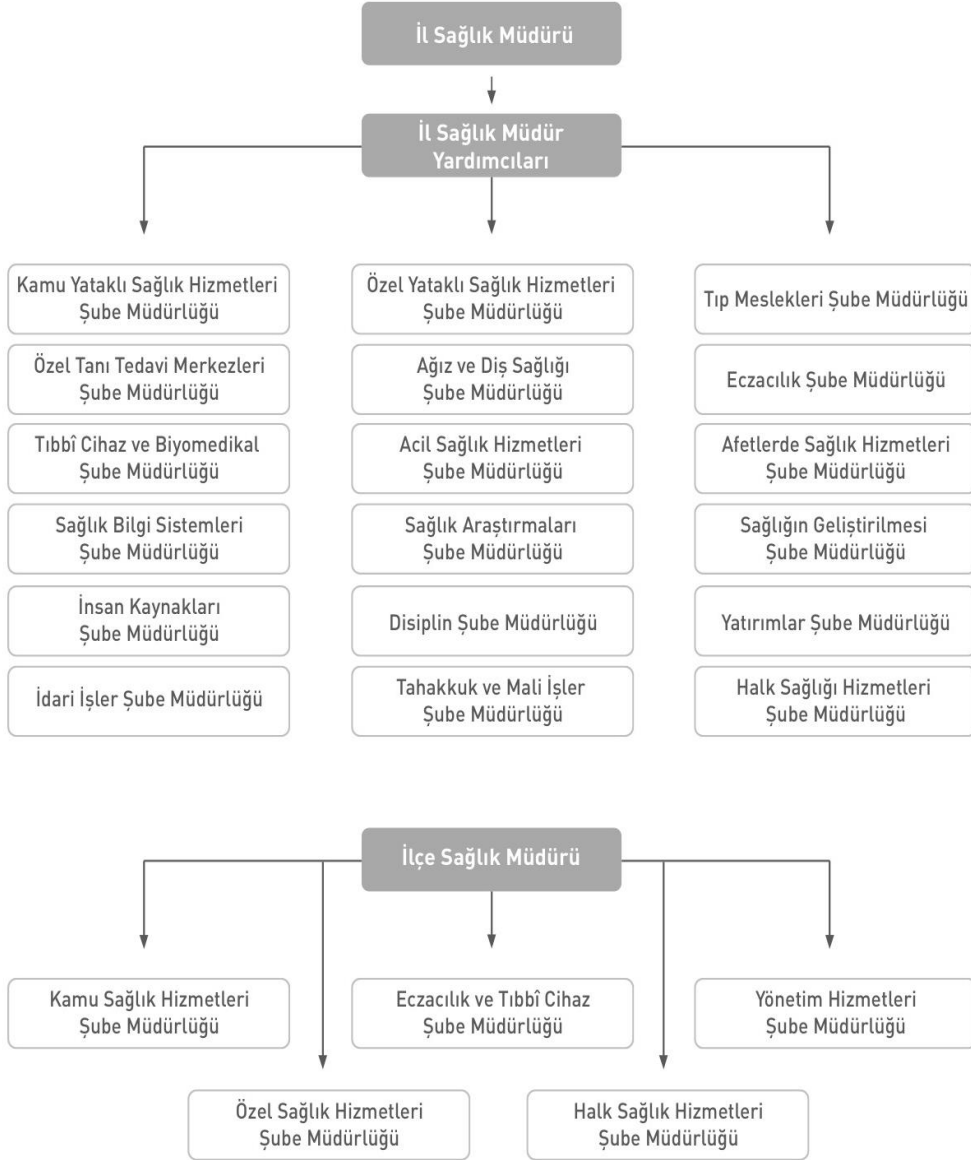 İl Sağlık Müdürü
İl Sağlık Müdür
Yardımcıları
Kamu Yataklı Sağlık Hizmetleri
Şube Müdürlüğü
Özel Yataklı Sağlık Hizmetleri
Şube Müdürlüğü
Tıp Meslekleri Şube Müdürlüğü
Özel Tanı Tedavi Merkezleri
Şube Müdürlüğü
Ağız ve Diş Sağlığı
Şube Müdürlüğü
Eczacılık Şube Müdürlüğü
Tıbbî Cihaz ve Biyomedikal
Şube Müdürlüğü
Acil Sağlık Hizmetleri
Şube Müdürlüğü
Afetlerde Sağlık Hizmetleri
Şube Müdürlüğü
Sağlık Bilgi Sistemleri
Şube Müdürlüğü
Sağlık Araştırmaları
Şube Müdürlüğü
Sağlığın Geliştirilmesi
Şube Müdürlüğü
İnsan Kaynakları
Şube Müdürlüğü
Disiplin Şube Müdürlüğü
Yatırımlar Şube Müdürlüğü
İdari İşler Şube Müdürlüğü
Tahakkuk ve Mali İşler
Şube Müdürlüğü
Halk Sağlığı Hizmetleri
Şube Müdürlüğü
İlçe Sağlık Müdürü
Kamu Sağlık Hizmetleri
Şube Müdürlüğü
Eczacılık ve Tıbbî Cihaz
Şube Müdürlüğü
Yönetim Hizmetleri
Şube Müdürlüğü
Özel Sağlık Hizmetleri
Şube Müdürlüğü
Halk Sağlık Hizmetleri
Şube Müdürlüğü